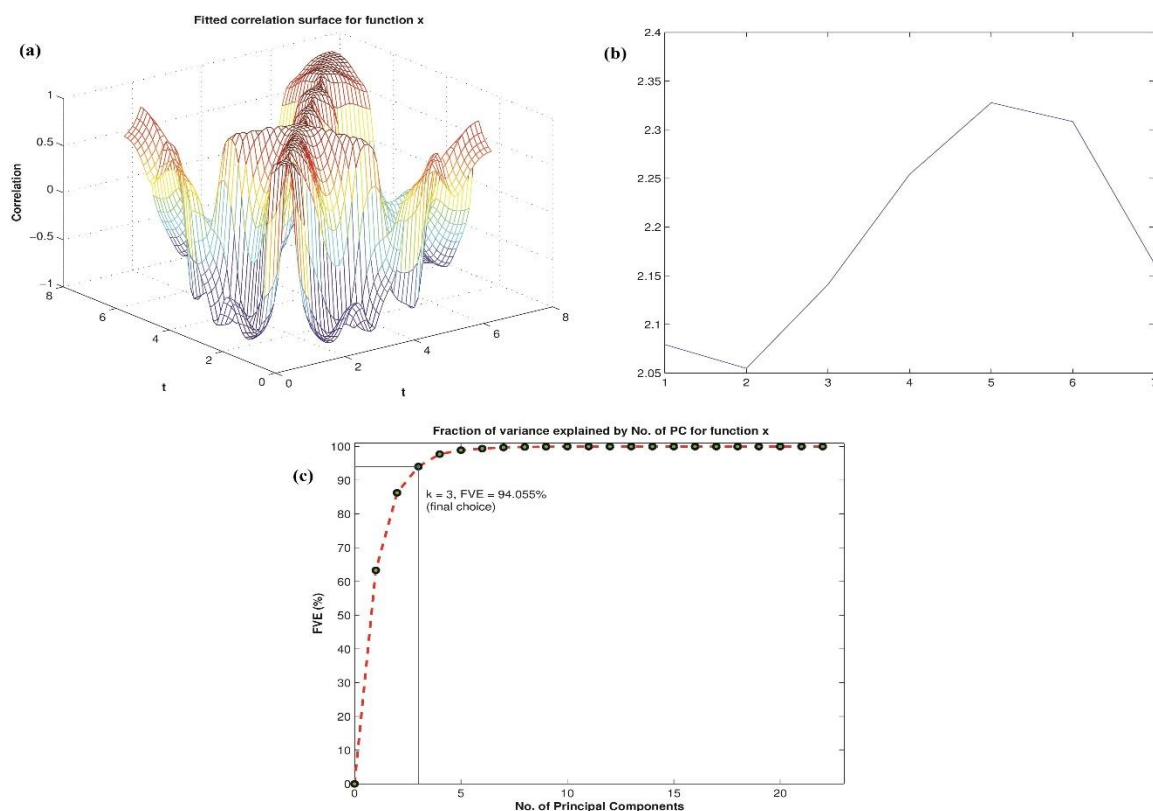 Fitted correlation surface for function x
(a)
1
0.5
0
−0.5
−1
Correlation
8
6
4
2
0
t
0
2
4
6
8
t
(b)
2.4
2.35
2.3
2.25
2.2
2.15
2.1
2.05
1 2 3 4 5 6 7
Fraction of variance explained by No. of PC for function x
(c)
100
90
80
70
60
50
40
30
20
10
0
FVE (%)
k = 3, FVE = 94.055%
(final choice)
0 5 10 15 20
No. of Principal Components